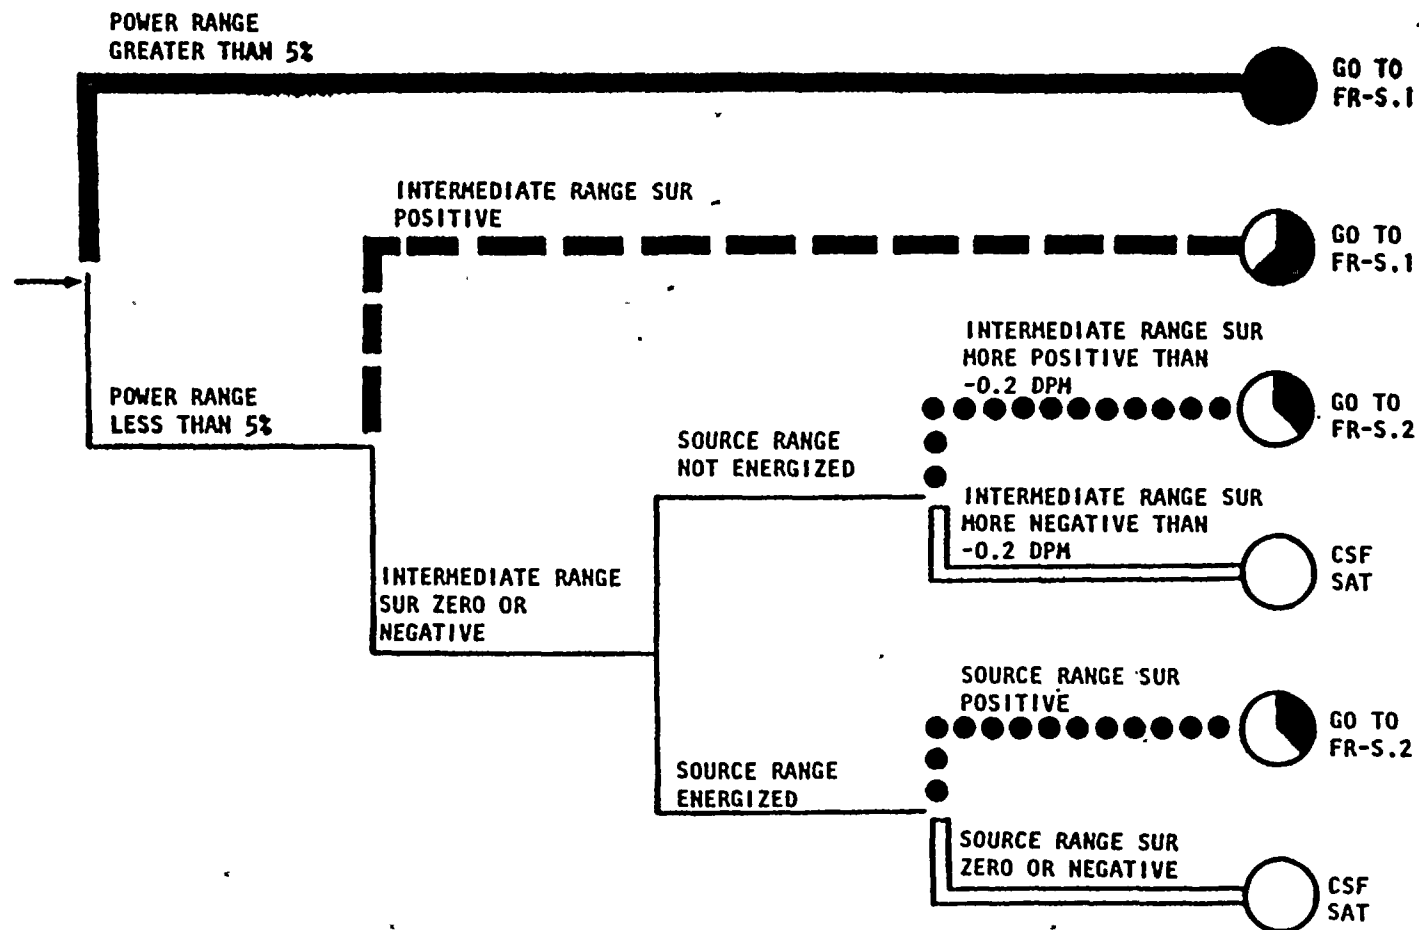 POWER RANGE
GREATER THAN 5%
GO TO
FR-S.1
INTERMEDIATE RANGE SUR
POSITIVE
GO TO
FR-S.1
INTERMEDIATE RANGE SUR
MORE POSITIVE THAN
-0.2 DPM
GO TO
FR-S.2
POWER RANGE
LESS THAN 5%
SOURCE RANGE
NOT ENERGIZED
INTERMEDIATE RANGE SUR
MORE NEGATIVE THAN
-0.2 DPM
CSF
SAT
INTERMEDIATE RANGE
SUR ZERO OR
NEGATIVE
SOURCE RANGE SUR
POSITIVE
GO TO
FR-S.2
SOURCE RANGE
ENERGIZED
SOURCE RANGE SUR
ZERO OR NEGATIVE
CSF
SAT